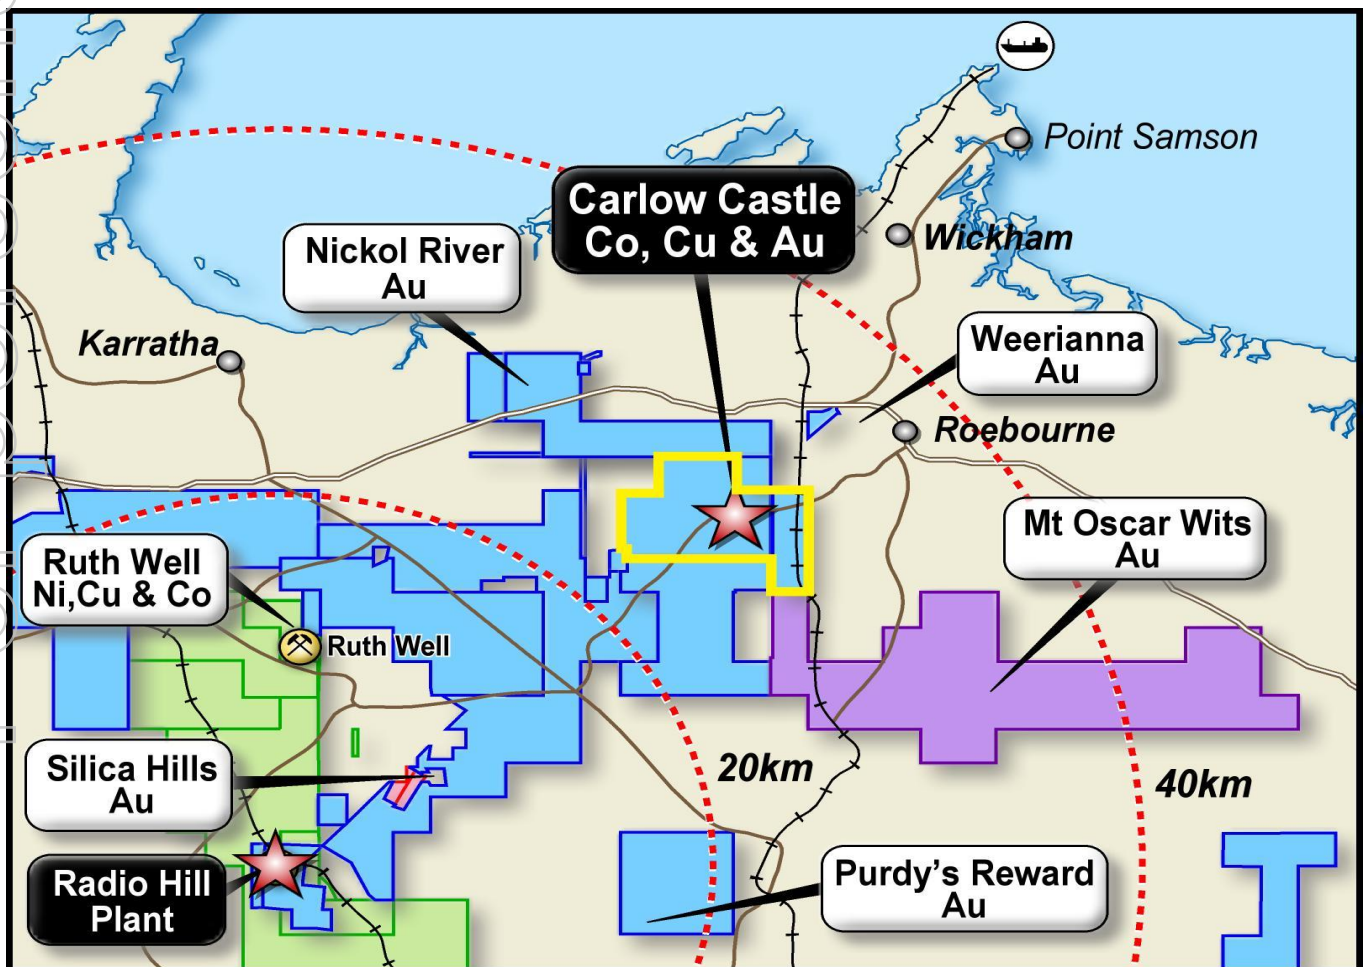 Point Samson
Carlow Castle
Co, Cu & Au
Wickham
Nickol River
Au
Karratha
Weerianna
Au
Roebourne
Mt Oscar Wits
Au
Ruth Well
Ni,Cu & Co
Ruth Well
Silica Hills
Au
20km
40km
Radio Hill
Plant
Purdy's Reward
Au